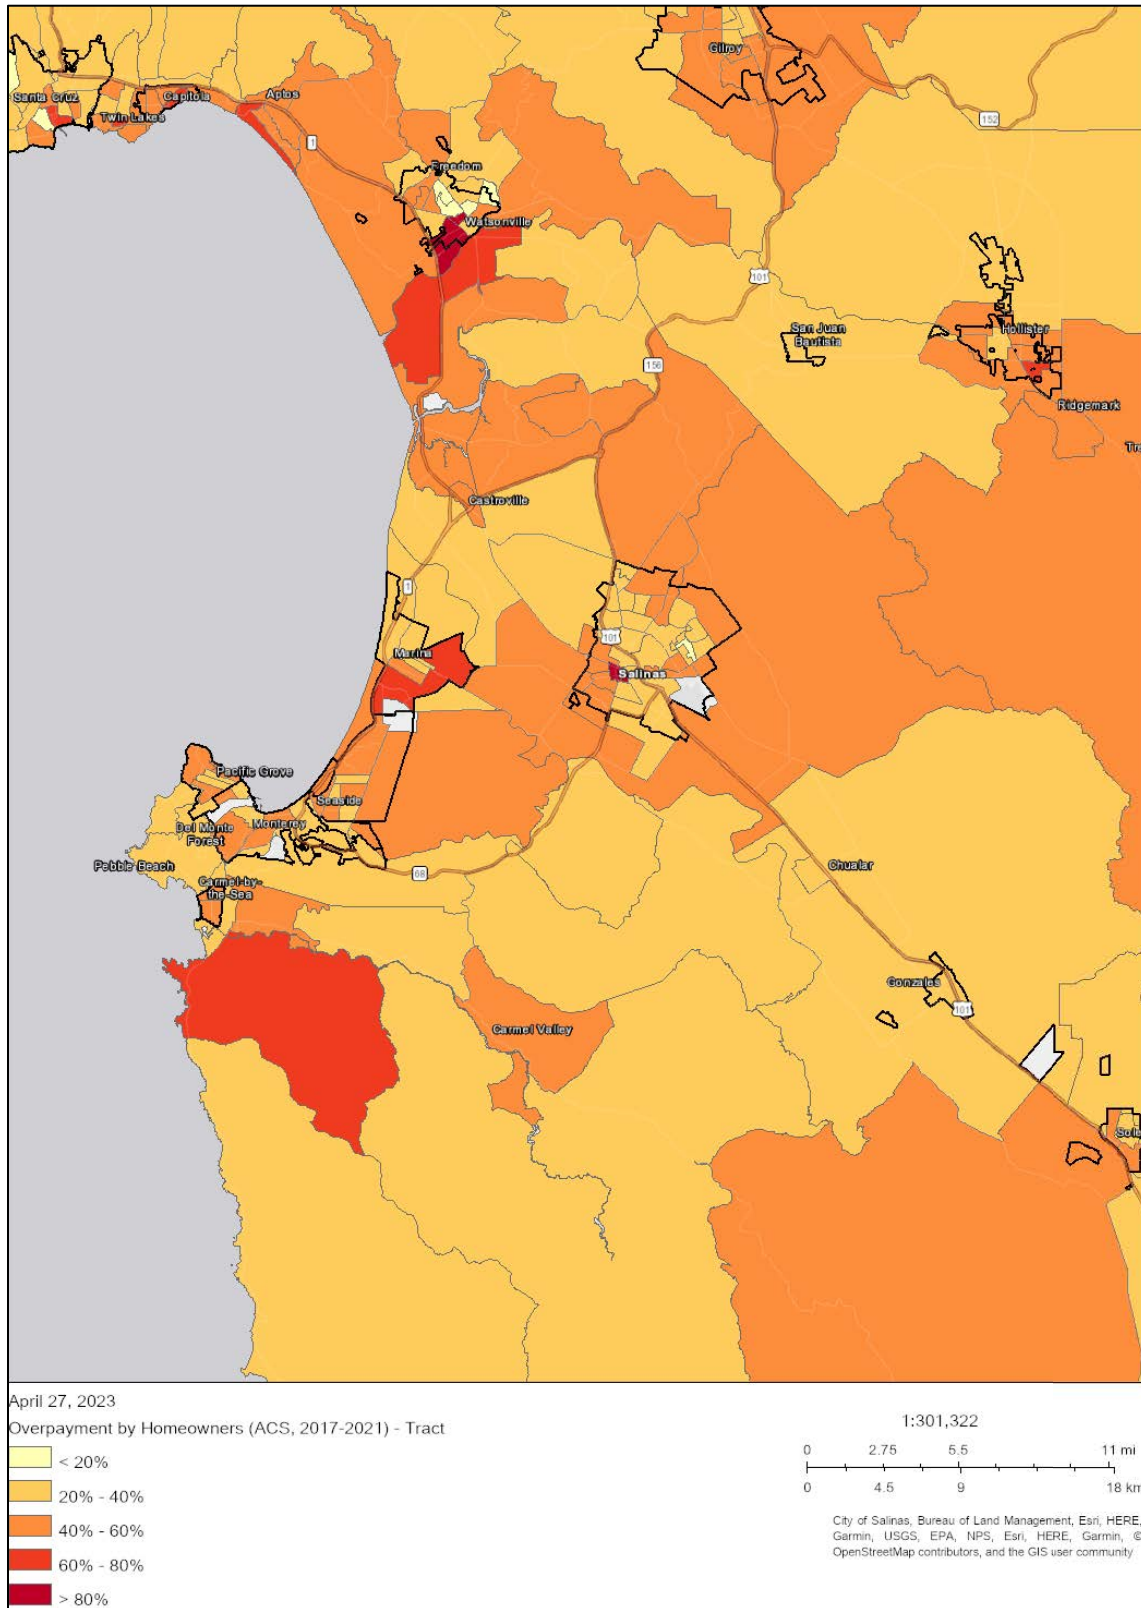 Gilroy
Santa Cruz
Capitola
Aptos
Twin Lakes
152
1
Freedom
Watsonville
101
San Juan
Bautista
Hollister
156
Ridgemark
Tre
Castroville
1
101
Marina
Salinas
Pacific Grove
Seaside
Del Monte
Forest
Monterey
Pebble Beach
68
Chualar
Carmel-by-
the-Sea
Gonzales
101
Carmel Valley
Sole
April 27, 2023
Overpayment by Homeowners (ACS, 2017-2021) - Tract
< 20%
20% - 40%
40% - 60%
60% - 80%
> 80%
1:301,322
0 2.75 5.5 11 mi
0 4.5 9 18 km
City of Salinas, Bureau of Land Management, Esri, HERE,
Garmin, USGS, EPA, NPS, Esri, HERE, Garmin, ©
OpenStreetMap contributors, and the GIS user community